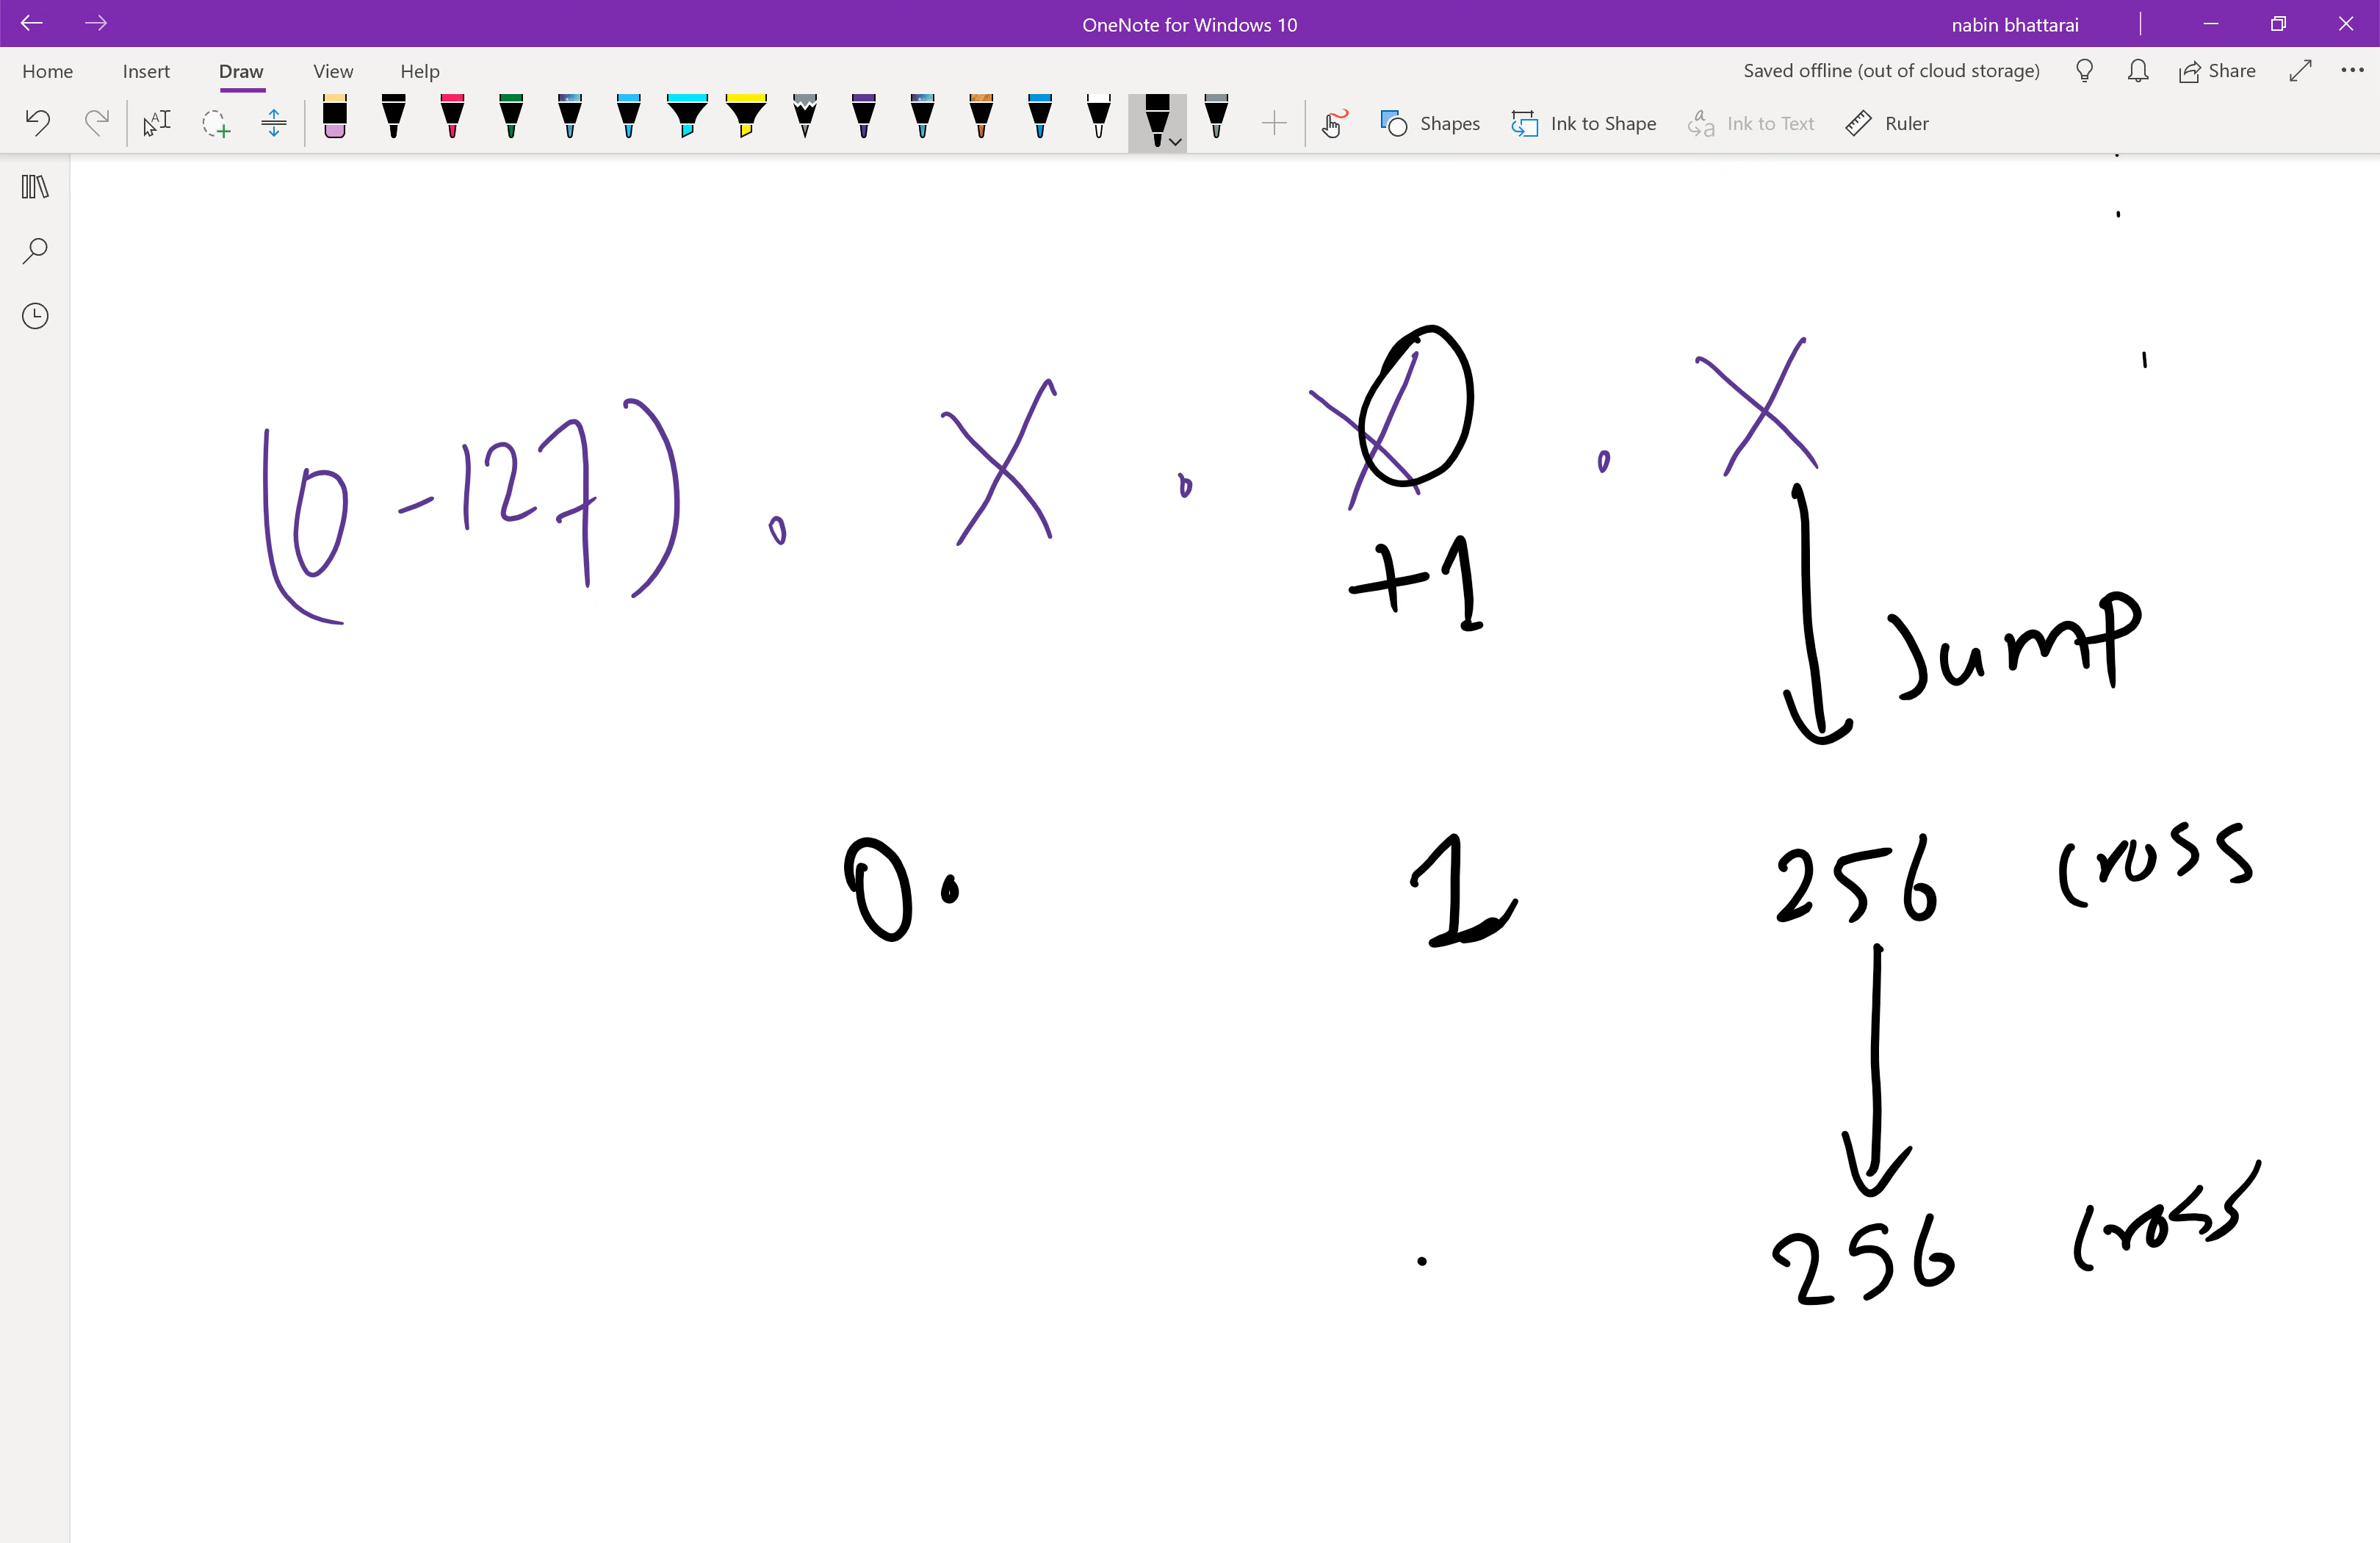 OneNote for Windows 10 nabin bhattarai
Home Insert Draw View Help Saved offline (out of cloud storage) Share
Shapes Ink to Shape Ink to Text Ruler
(0 - 127) . X . X . X
0
+1
Jump
0. 1 256 cross
. 256 cross